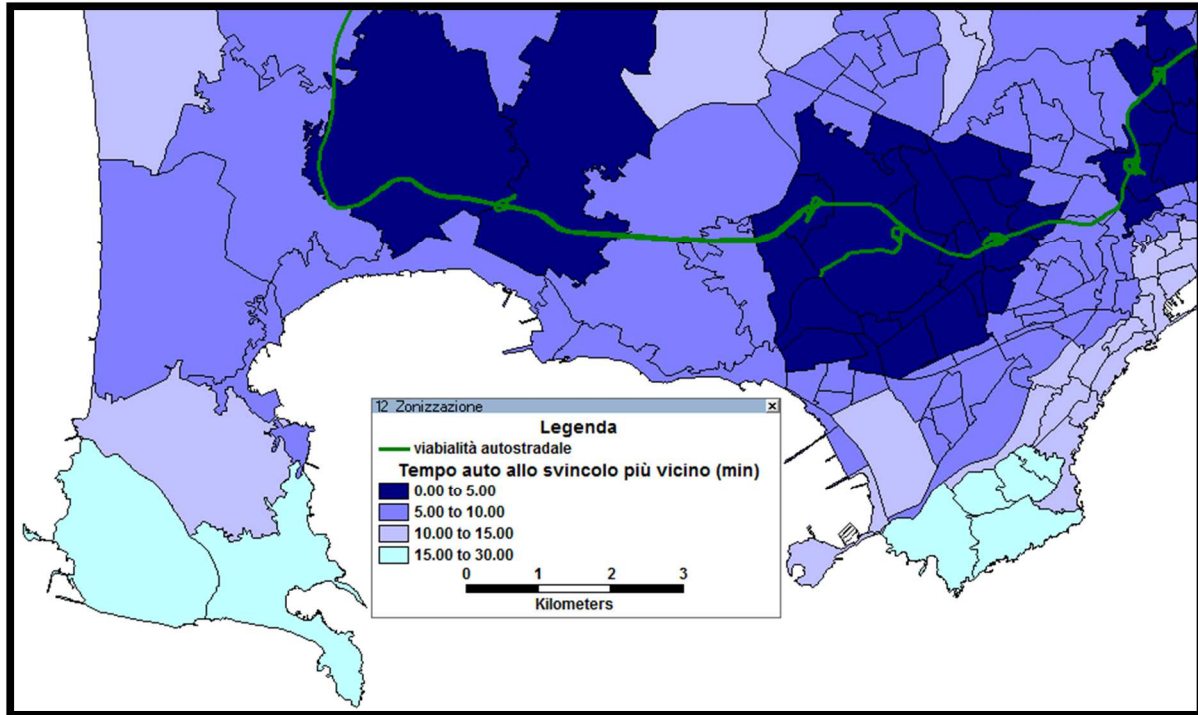 12 Zonizzazione
Legenda
viabialità autostradale
Tempo auto allo svincolo più vicino (min)
0.00 to 5.00
5.00 to 10.00
10.00 to 15.00
15.00 to 30.00
0 1 2 3
Kilometers